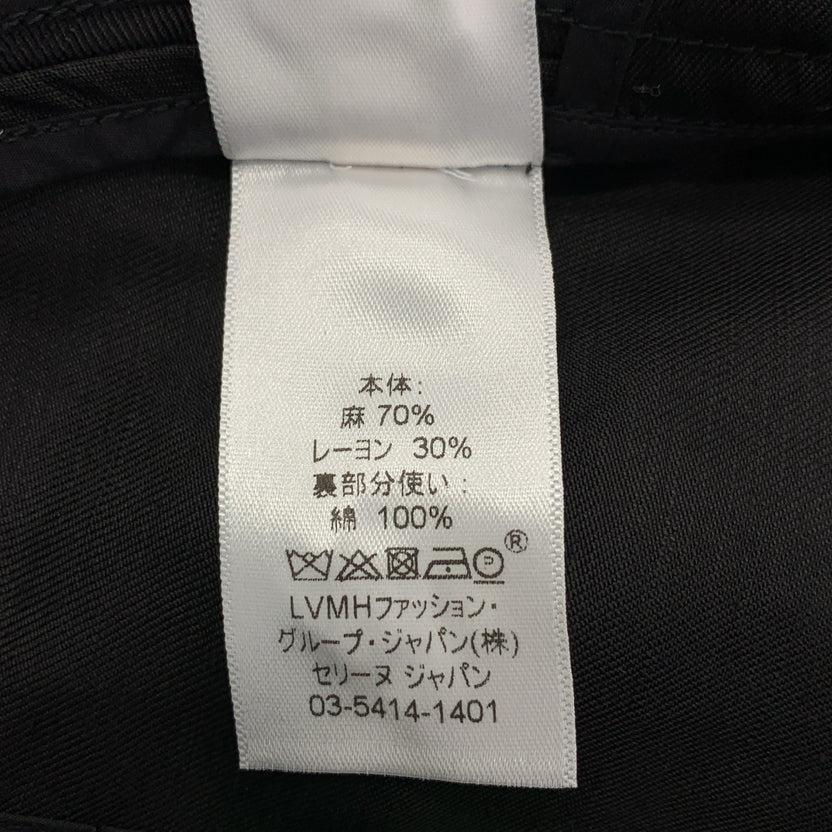 本体:
麻 70%
レーヨン 30%
裏部分使い:
綿 100%
P ®
LVMHファッション・
グループ・ジャパン(株)
セリーヌ ジャパン
03-5414-1401